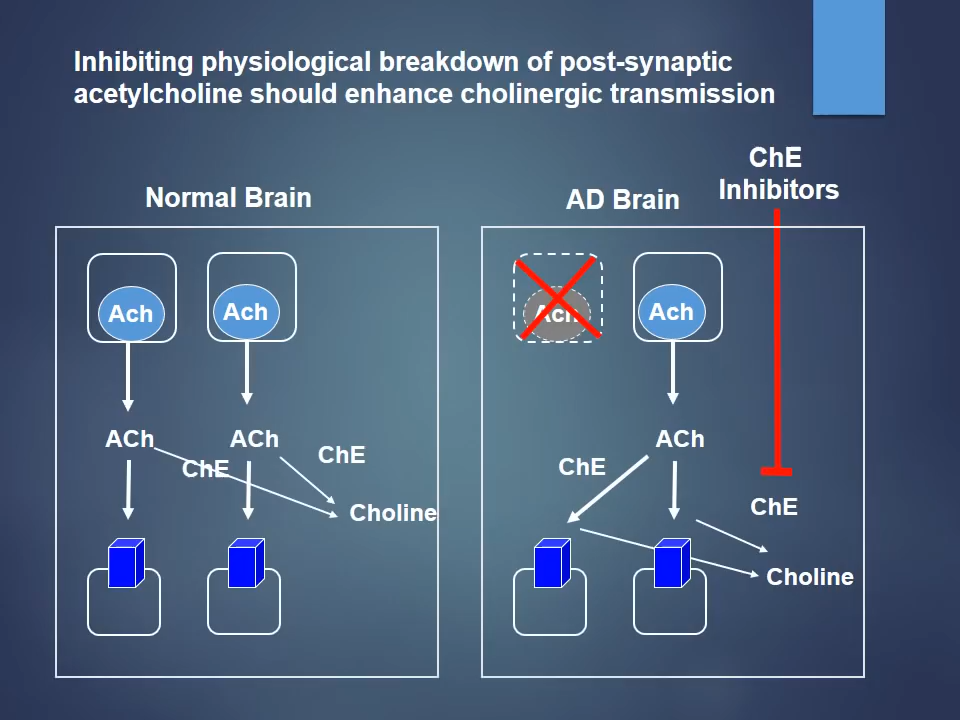 Inhibiting physiological breakdown of post-synaptic
acetylcholine should enhance cholinergic transmission
ChE
Inhibitors
Normal Brain
AD Brain
Ach
Ach
Ach
Ach
ACh
ACh
ChE
ChE
Choline
ACh
ChE
ChE
Choline